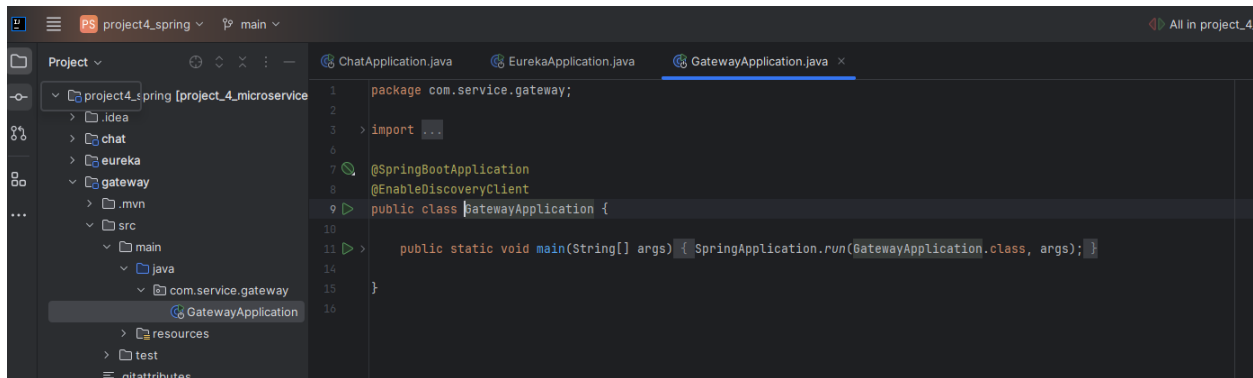 PS project4_spring main All in project_4
Project
ChatApplication.java EurekaApplication.java GatewayApplication.java
project4_spring [project_4_microservice
.idea
chat
eureka
gateway
.mvn
src
main
java
com.service.gateway
GatewayApplication
resources
test
.gitattributes
1 package com.service.gateway;
2
3 import ...
6
7 @SpringBootApplication
8 @EnableDiscoveryClient
9 public class GatewayApplication {
10
11 public static void main(String[] args) { SpringApplication.run(GatewayApplication.class, args); }
14
15 }
16